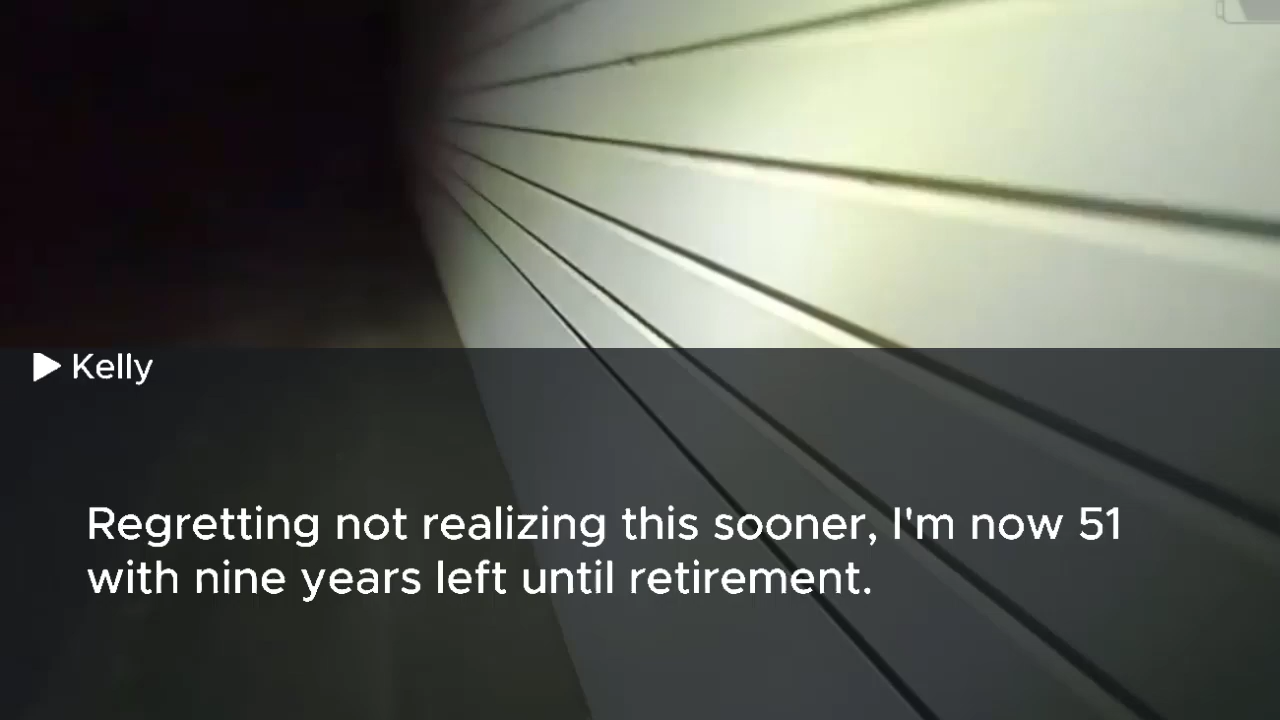 Kelly
Regretting not realizing this sooner, I'm now 51
with nine years left until retirement.